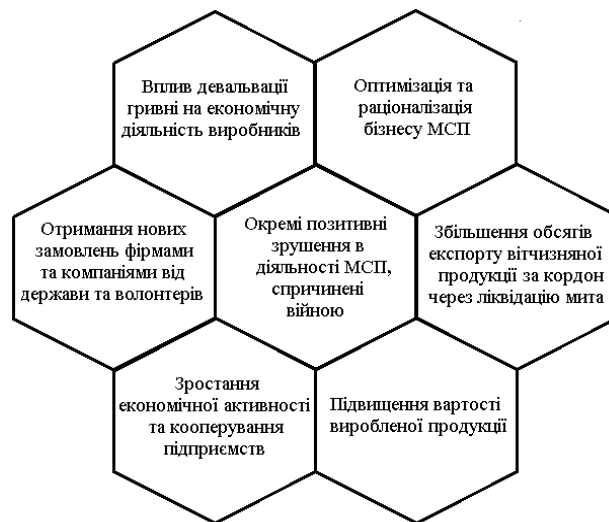 Вплив девальвації
гривні на економічну
діяльність виробників
Оптимізація та
раціоналізація
бізнесу МСП
Отримання нових
замовлень фірмами
та компаніями від
держави та волонтерів
Окремі позитивні
зрушення в
діяльності МСП,
спричинені
війною
Збільшення обсягів
експорту вітчизняної
продукції за кордон
через ліквідацію мита
Зростання
економічної активності
та кооперування
підприємств
Підвищення вартості
виробленої продукції